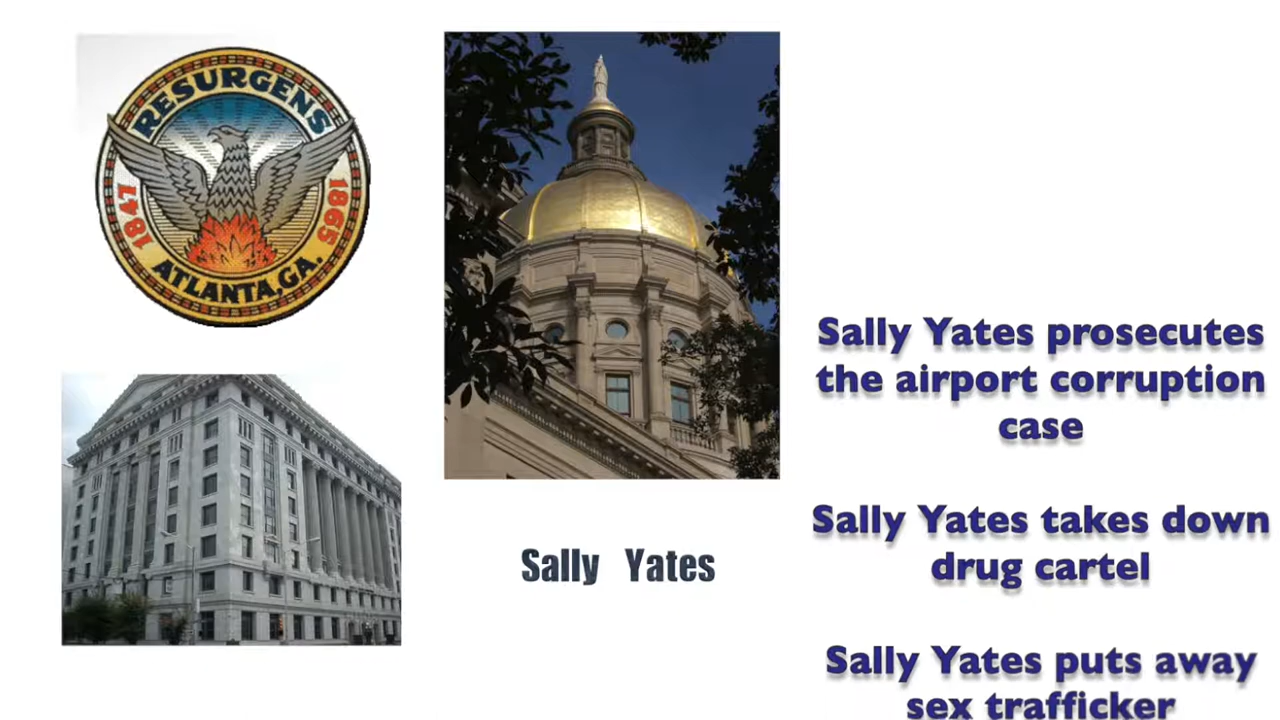 RESURGENS
1847
1865
ATLANTA, GA.
Sally Yates
Sally Yates prosecutes
the airport corruption
case
Sally Yates takes down
drug cartel
Sally Yates puts away
sex trafficker